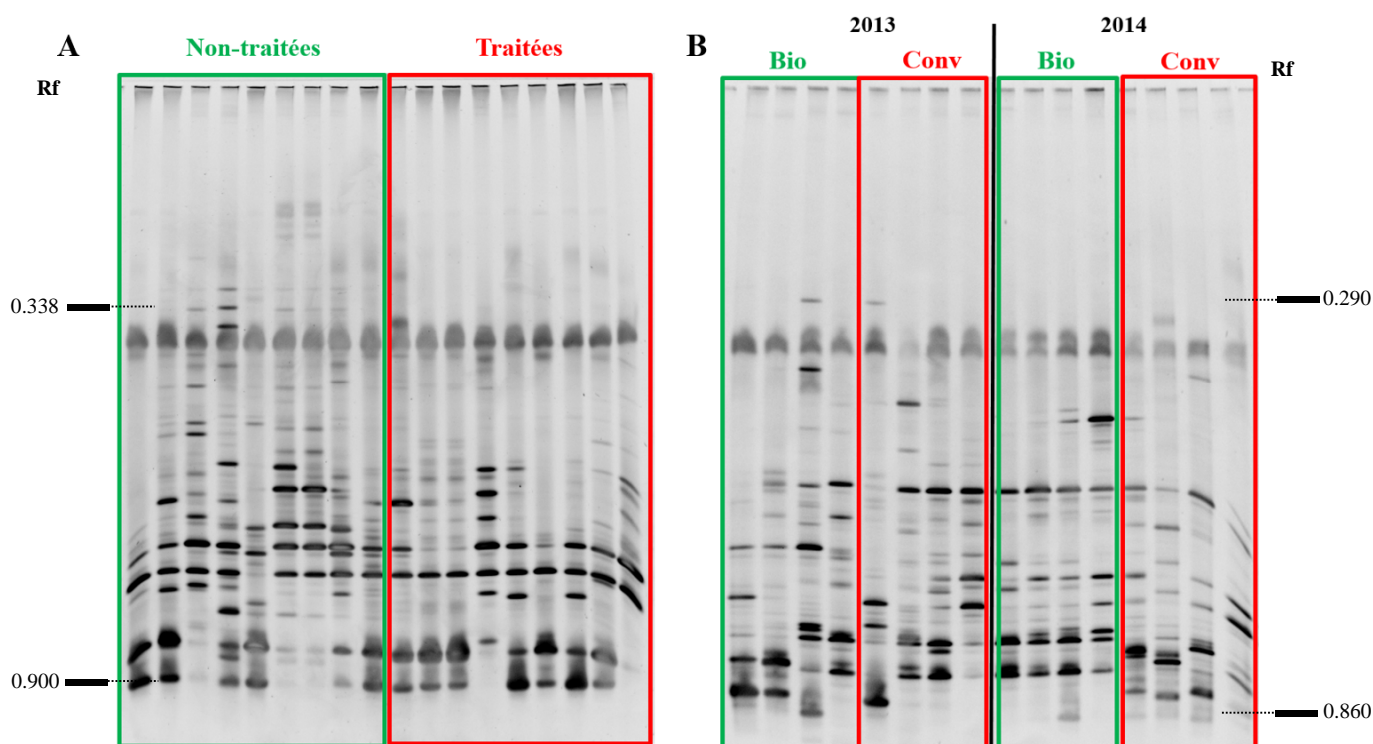 2013 2014
A Non-traitées Traitées B Bio Conv Bio Conv
Rf Rf
0.338 0.290
0.900 0.860